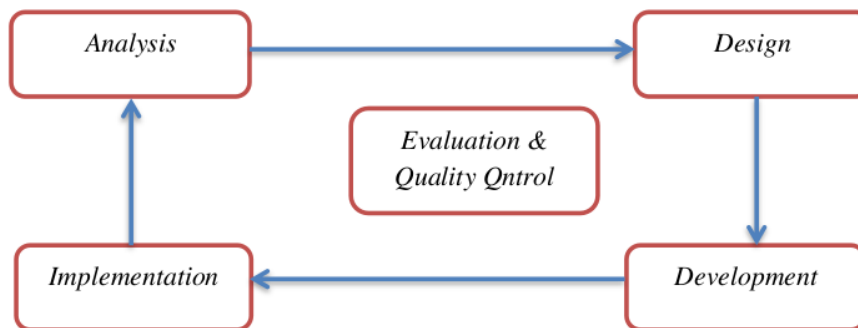 Analysis
Design
Evaluation &
Quality Qntrol
Implementation
Development